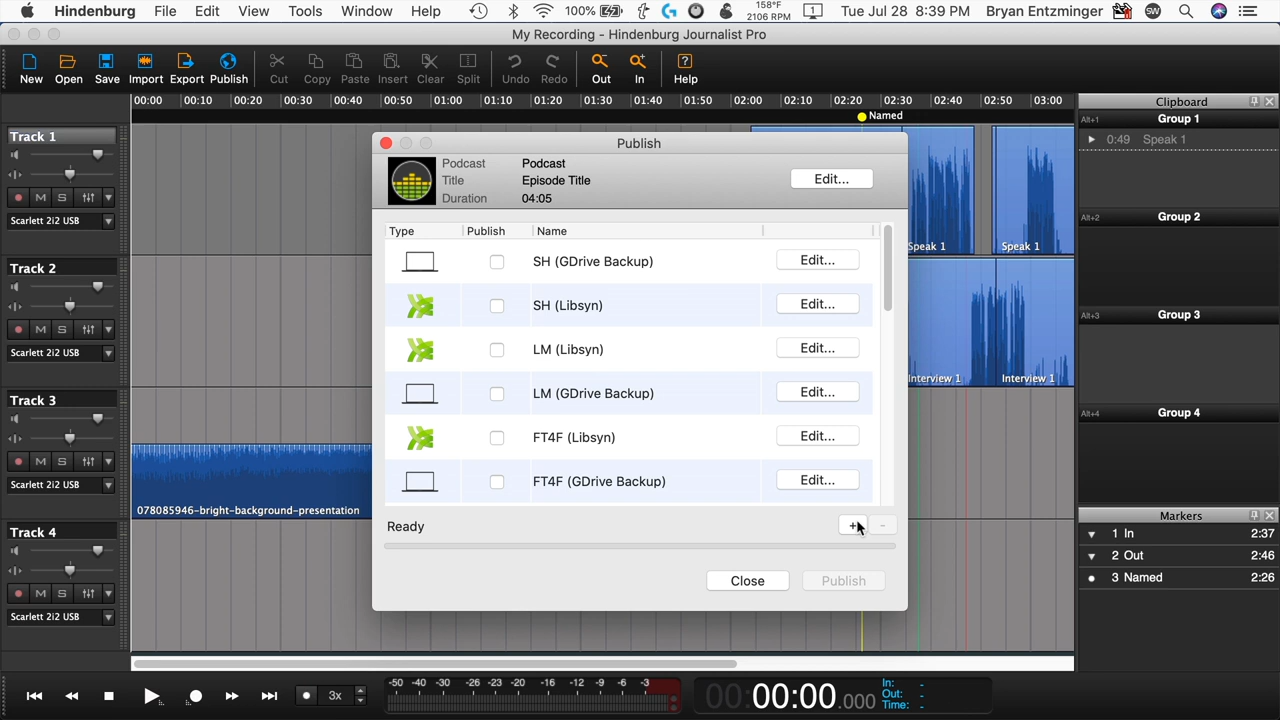 Hindenburg File Edit View Tools Window Help 100% 158°F 2106 RPM 1 Tue Jul 28 8:39 PM Bryan Entzminger SW
My Recording - Hindenburg Journalist Pro
New Open Save Import Export Publish Cut Copy Paste Insert Clear Split Undo Redo Out In Help
00:00 00:10 00:20 00:30 00:40 00:50 01:00 01:10 01:20 01:30 01:40 01:50 02:00 02:10 02:20 02:30 02:40 02:50 03:00
Named
Track 1
M S
Scarlett 2i2 USB
Track 2
M S
Scarlett 2i2 USB
Track 3
M S
Scarlett 2i2 USB
078085946-bright-background-presentation
Track 4
M S
Scarlett 2i2 USB
Speak 1 Speak 1
Interview 1 Interview 1
Publish
Podcast Podcast
Title Episode Title
Duration 04:05
Edit...
Type Publish Name
SH (GDrive Backup) Edit...
SH (Libsyn) Edit...
LM (Libsyn) Edit...
LM (GDrive Backup) Edit...
FT4F (Libsyn) Edit...
FT4F (GDrive Backup) Edit...
Ready + -
Close Publish
Clipboard
Alt+1 Group 1
0:49 Speak 1
Alt+2 Group 2
Alt+3 Group 3
Alt+4 Group 4
Markers
1 In 2:37
2 Out 2:46
3 Named 2:26
3x
-50 -40 -30 -26 -23 -20 -16 -12 -9 -6 -3
00:00:00.000
In: -
Out: -
Time: -